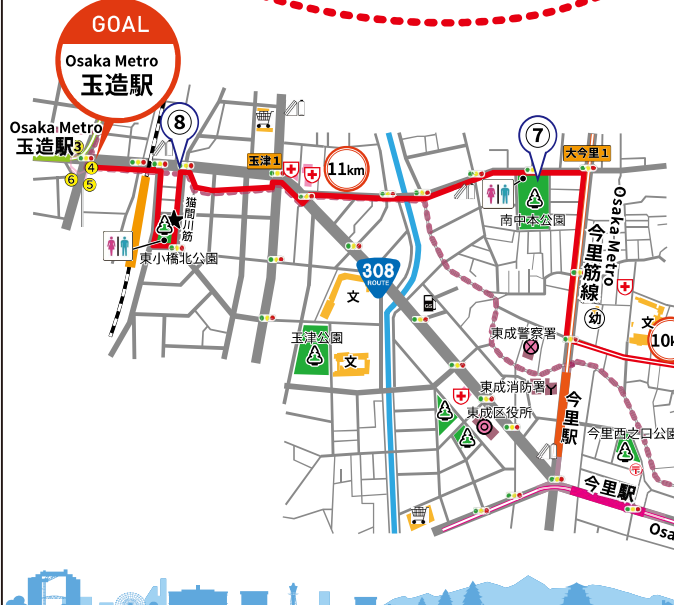 GOAL
Osaka Metro
玉造駅
Osaka Metro
玉造駅3
4
6
5
8
玉津1
11km
7
大今里1
猫間川筋
南中本公園
Osaka Metro
今里筋線
東小橋北公園
308
ROUTE
文
GS
幼
文
10k
玉津公園
文
東成警察署
東成消防署
東成区役所
今里駅
今里西之口公園
今里駅
Osa